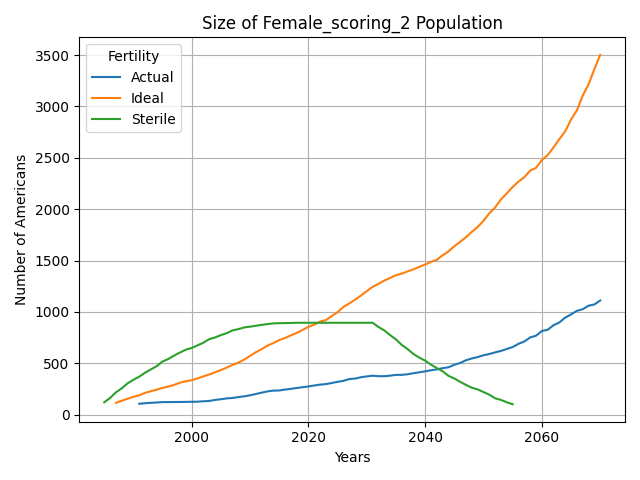 Size of Female_scoring_2 Population
Fertility
Actual
Ideal
Sterile
Number of Americans
3500
3000
2500
2000
1500
1000
500
0
2000
2020
2040
2060
Years